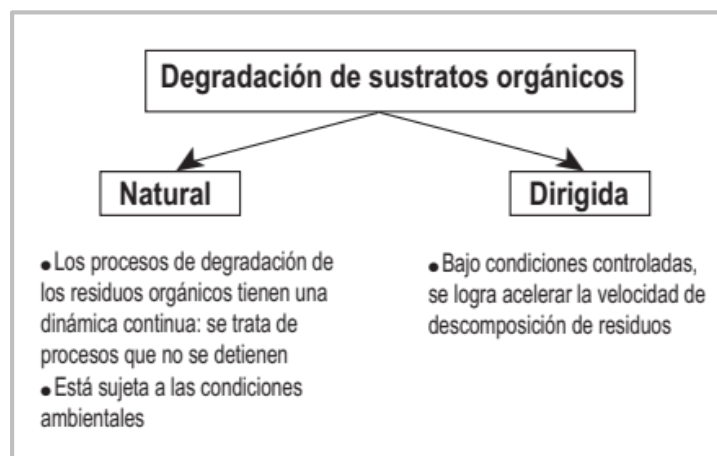 Degradación de sustratos orgánicos
Natural
Dirigida
● Los procesos de degradación de
los residuos orgánicos tienen una
dinámica continua: se trata de
procesos que no se detienen
● Está sujeta a las condiciones
ambientales
● Bajo condiciones controladas,
se logra acelerar la velocidad de
descomposición de residuos